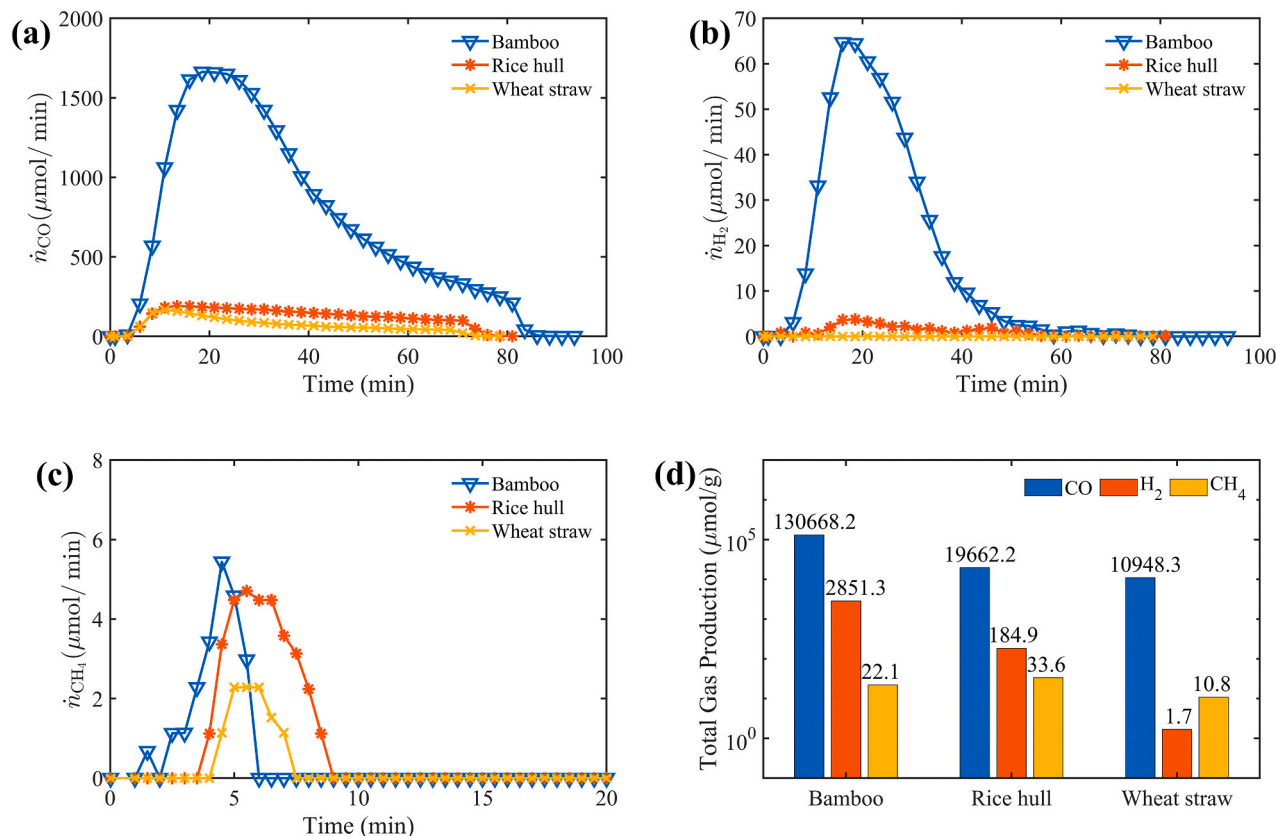 (a)
2000
1500
1000
500
0
ṅCO (μmol/ min)
Bamboo
Rice hull
Wheat straw
0 20 40 60 80 100
Time (min)
(b)
70
60
50
40
30
20
10
0
ṅH₂ (μmol/ min)
Bamboo
Rice hull
Wheat straw
0 20 40 60 80 100
Time (min)
(c)
8
6
4
2
0
ṅCH₄ (μmol/ min)
Bamboo
Rice hull
Wheat straw
0 5 10 15 20
Time (min)
(d)
Total Gas Production (μmol/g)
10⁵
10⁰
CO H₂ CH₄
130668.2
2851.3
22.1
19662.2
184.9
33.6
10948.3
1.7
10.8
Bamboo Rice hull Wheat straw